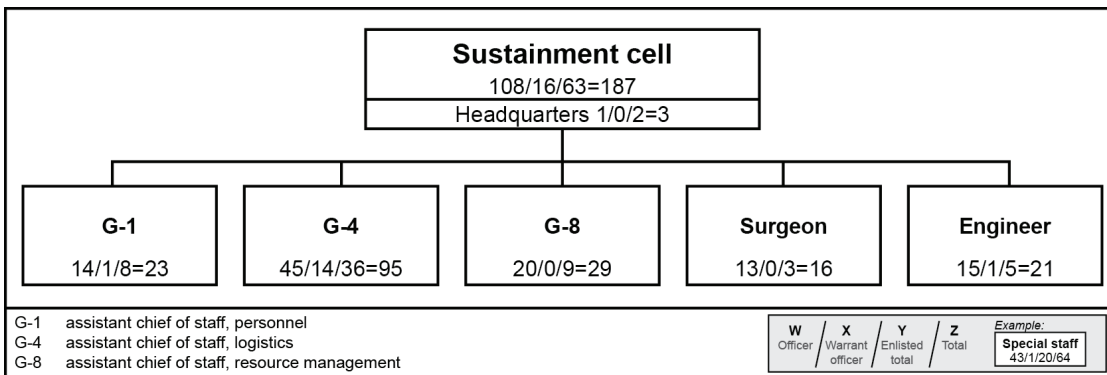 Sustainment cell
108/16/63=187
Headquarters 1/0/2=3
G-1
14/1/8=23
G-4
45/14/36=95
G-8
20/0/9=29
Surgeon
13/0/3=16
Engineer
15/1/5=21
G-1 assistant chief of staff, personnel
G-4 assistant chief of staff, logistics
G-8 assistant chief of staff, resource management
W
Officer
/
X
Warrant
officer
/
Y
Enlisted
total
/
Z
Total
Example:
Special staff
43/1/20/64